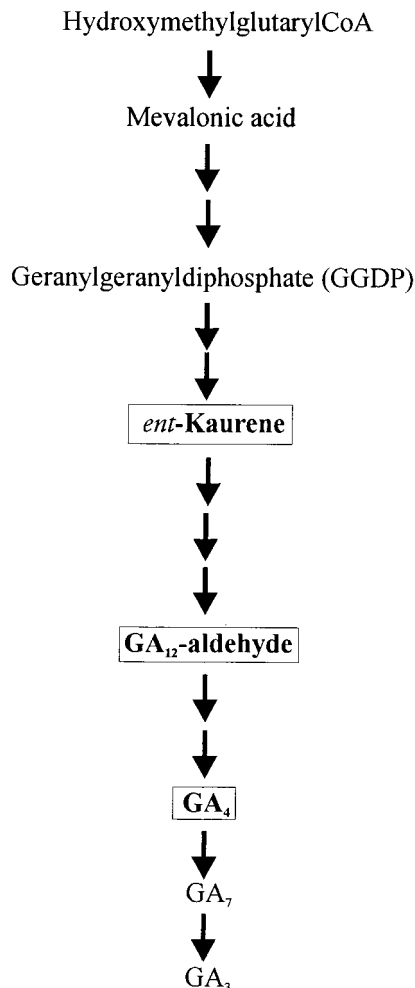 HydroxymethylglutarylCoA
Mevalonic acid
Geranylgeranyldiphosphate (GGDP)
ent-Kaurene
GA₁₂-aldehyde
GA₄
GA₇
GA₃